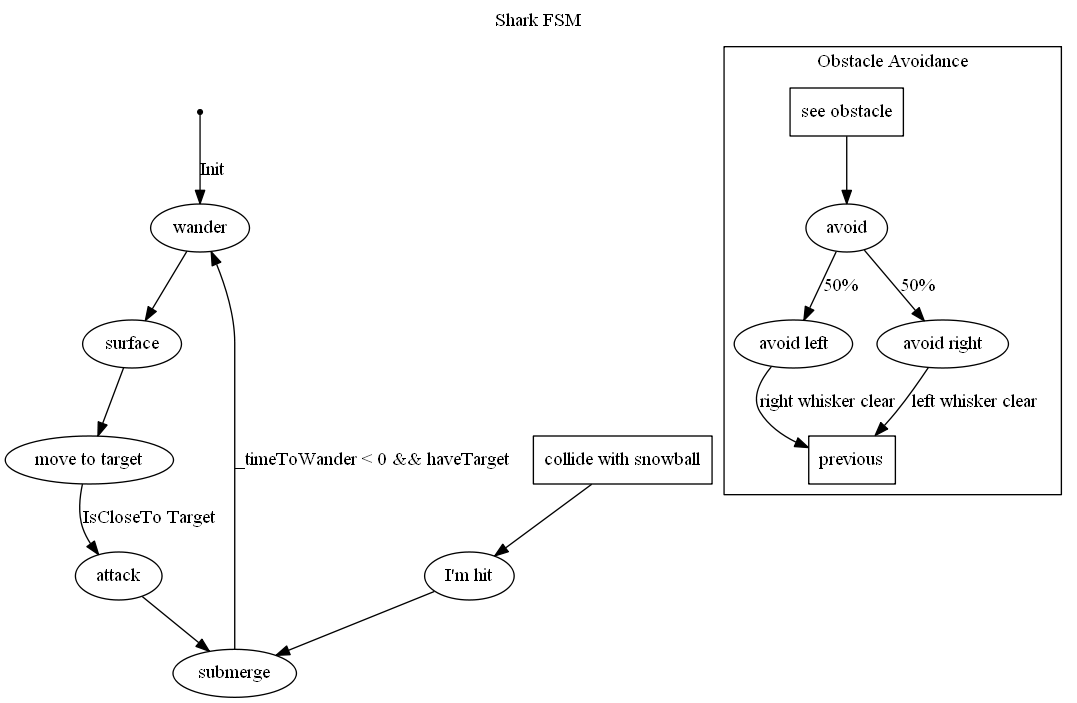 Shark FSM
Obstacle Avoidance
see obstacle
Init
wander
avoid
50%
50%
surface
avoid left
avoid right
right whisker clear
left whisker clear
move to target
_timeToWander < 0 && haveTarget
collide with snowball
previous
IsCloseTo Target
attack
I'm hit
submerge